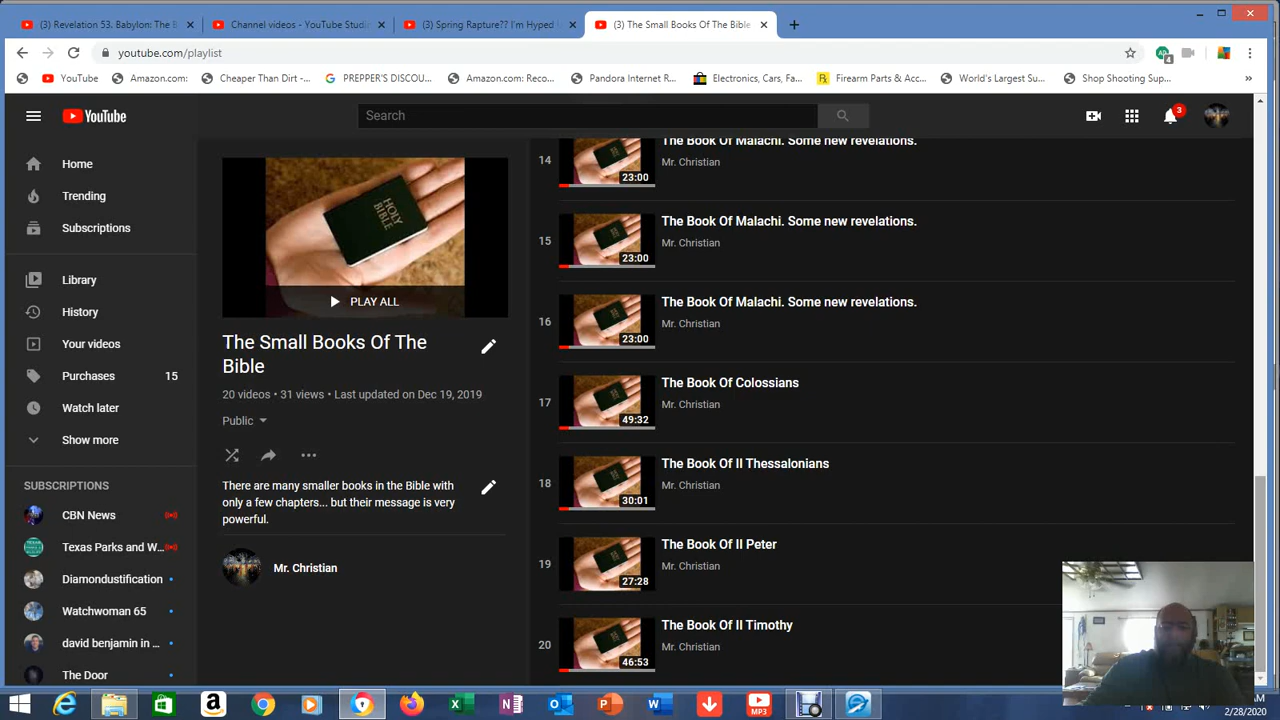 (3) Revelation 53. Babylon: The B
Channel videos - YouTube Studi
(3) Spring Rapture?? I'm Hyped
(3) The Small Books Of The Bible
youtube.com/playlist
4
YouTube
Amazon.com:
Cheaper Than Dirt -...
PREPPER'S DISCOU...
Amazon.com: Reco...
Pandora Internet R...
Electronics, Cars, Fa...
Firearm Parts & Acc...
World's Largest Su...
Shop Shooting Sup...
YouTube
Search
3
Home
Trending
Subscriptions
Library
History
Your videos
Purchases 15
Watch later
Show more
SUBSCRIPTIONS
CBN News
Texas Parks and W...
Diamondustification
Watchwoman 65
david benjamin in ...
The Door
HOLY BIBLE
PLAY ALL
The Small Books Of The
Bible
20 videos • 31 views • Last updated on Dec 19, 2019
Public
There are many smaller books in the Bible with
only a few chapters... but their message is very
powerful.
Mr. Christian
14
23:00
The Book Of Malachi. Some new revelations.
Mr. Christian
15
23:00
The Book Of Malachi. Some new revelations.
Mr. Christian
16
23:00
The Book Of Malachi. Some new revelations.
Mr. Christian
17
49:32
The Book Of Colossians
Mr. Christian
18
30:01
The Book Of II Thessalonians
Mr. Christian
19
27:28
The Book Of II Peter
Mr. Christian
20
46:53
The Book Of II Timothy
Mr. Christian
MP3
2/28/2020